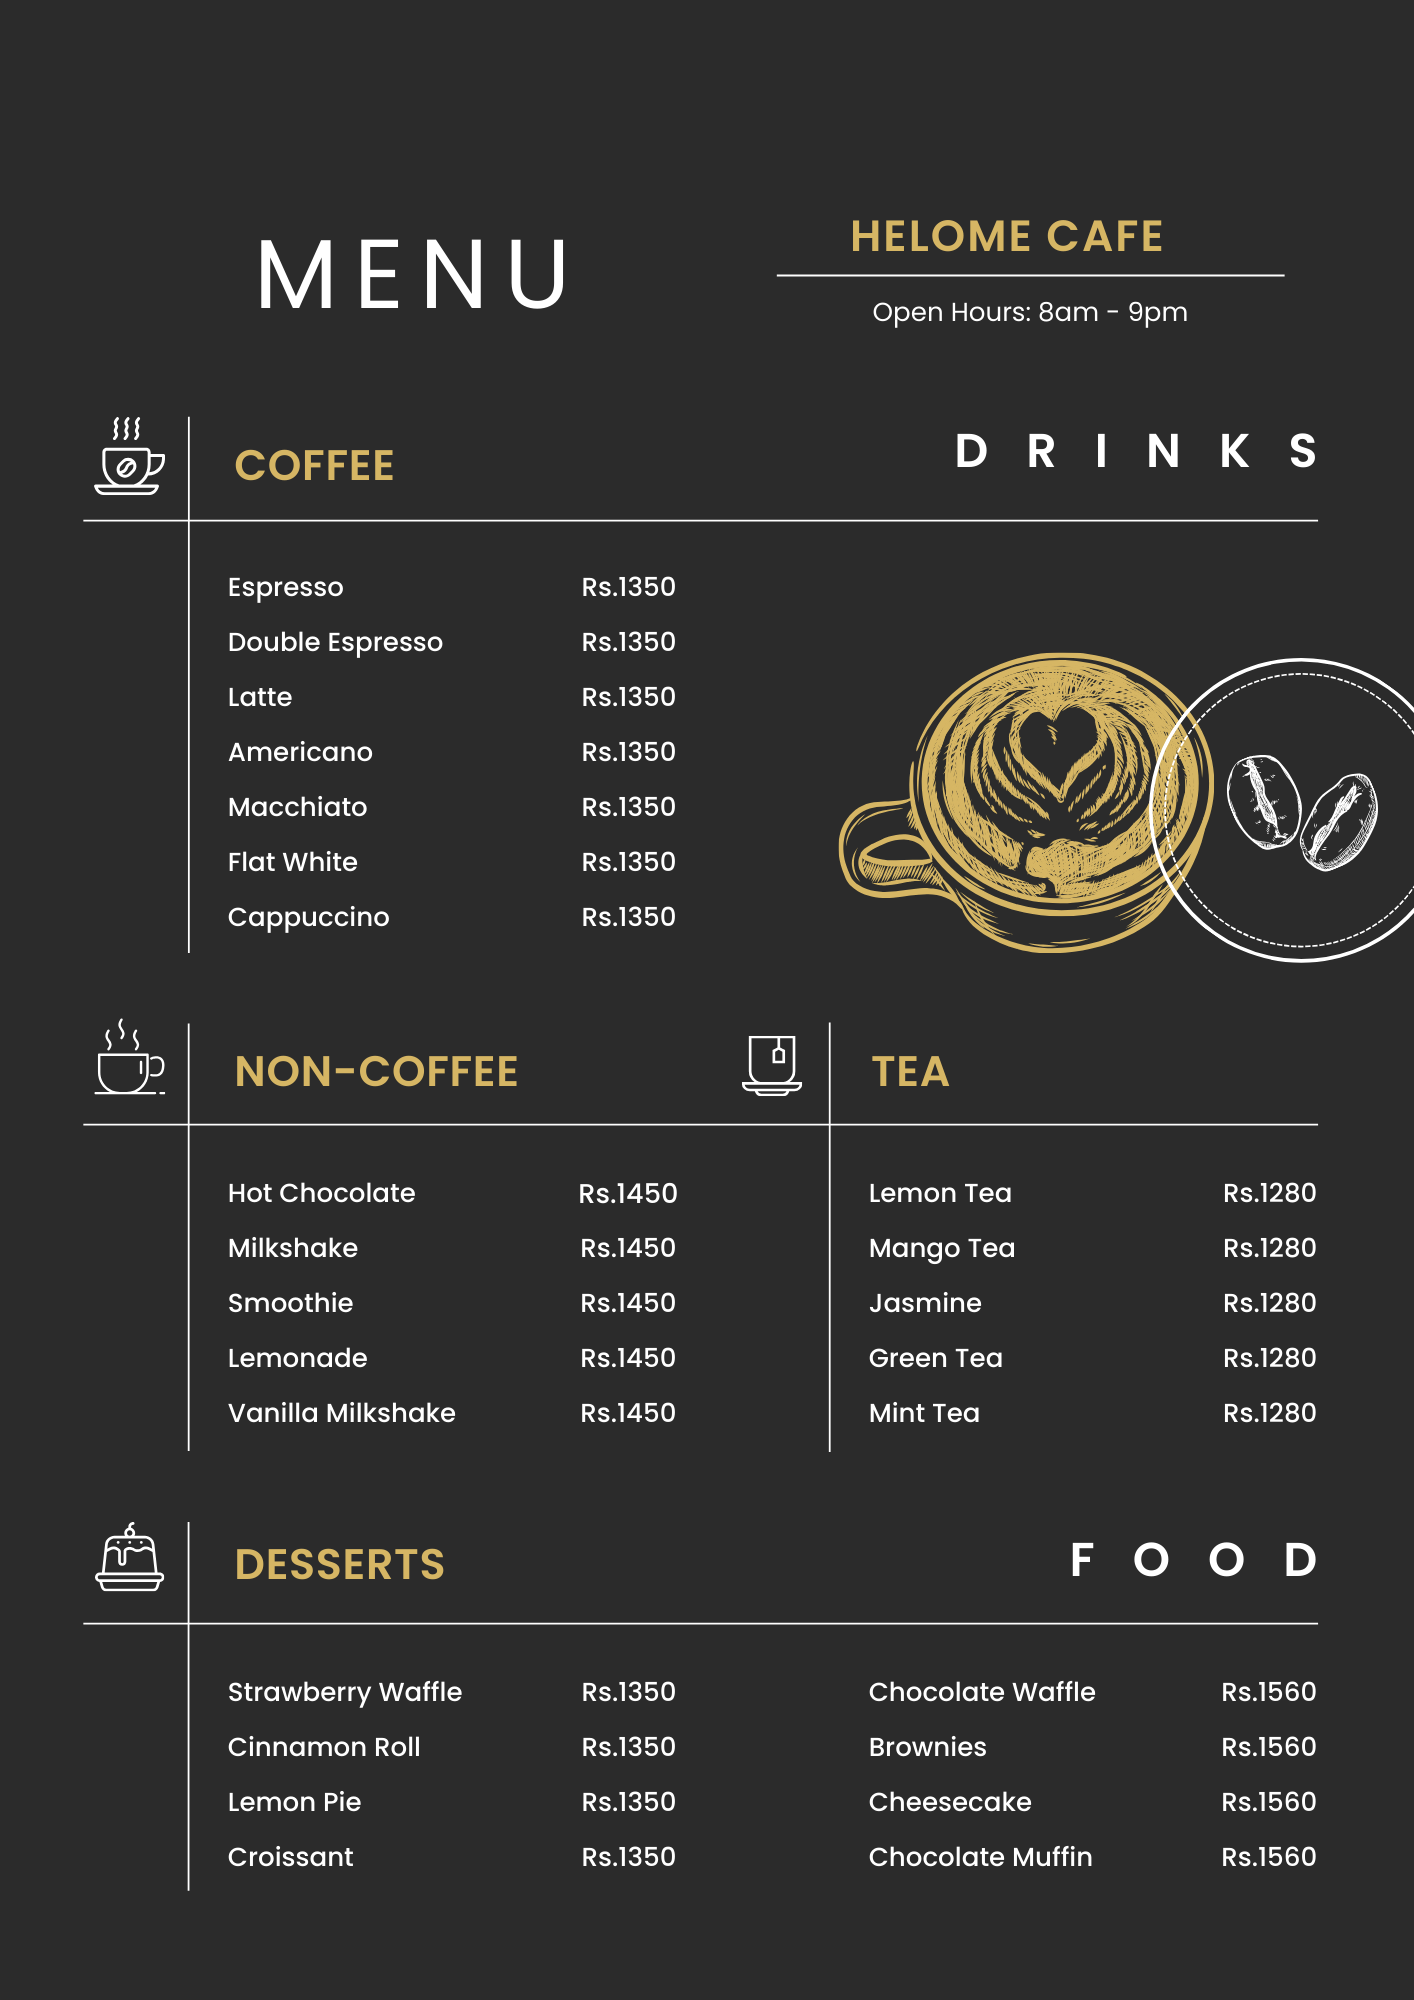 MENU
HELOME CAFE
Open Hours: 8am - 9pm
COFFEE
DRINKS
Espresso Rs.1350
Double Espresso Rs.1350
Latte Rs.1350
Americano Rs.1350
Macchiato Rs.1350
Flat White Rs.1350
Cappuccino Rs.1350
NON-COFFEE
Hot Chocolate Rs.1450
Milkshake Rs.1450
Smoothie Rs.1450
Lemonade Rs.1450
Vanilla Milkshake Rs.1450
TEA
Lemon Tea Rs.1280
Mango Tea Rs.1280
Jasmine Rs.1280
Green Tea Rs.1280
Mint Tea Rs.1280
DESSERTS
FOOD
Strawberry Waffle Rs.1350
Cinnamon Roll Rs.1350
Lemon Pie Rs.1350
Croissant Rs.1350
Chocolate Waffle Rs.1560
Brownies Rs.1560
Cheesecake Rs.1560
Chocolate Muffin Rs.1560